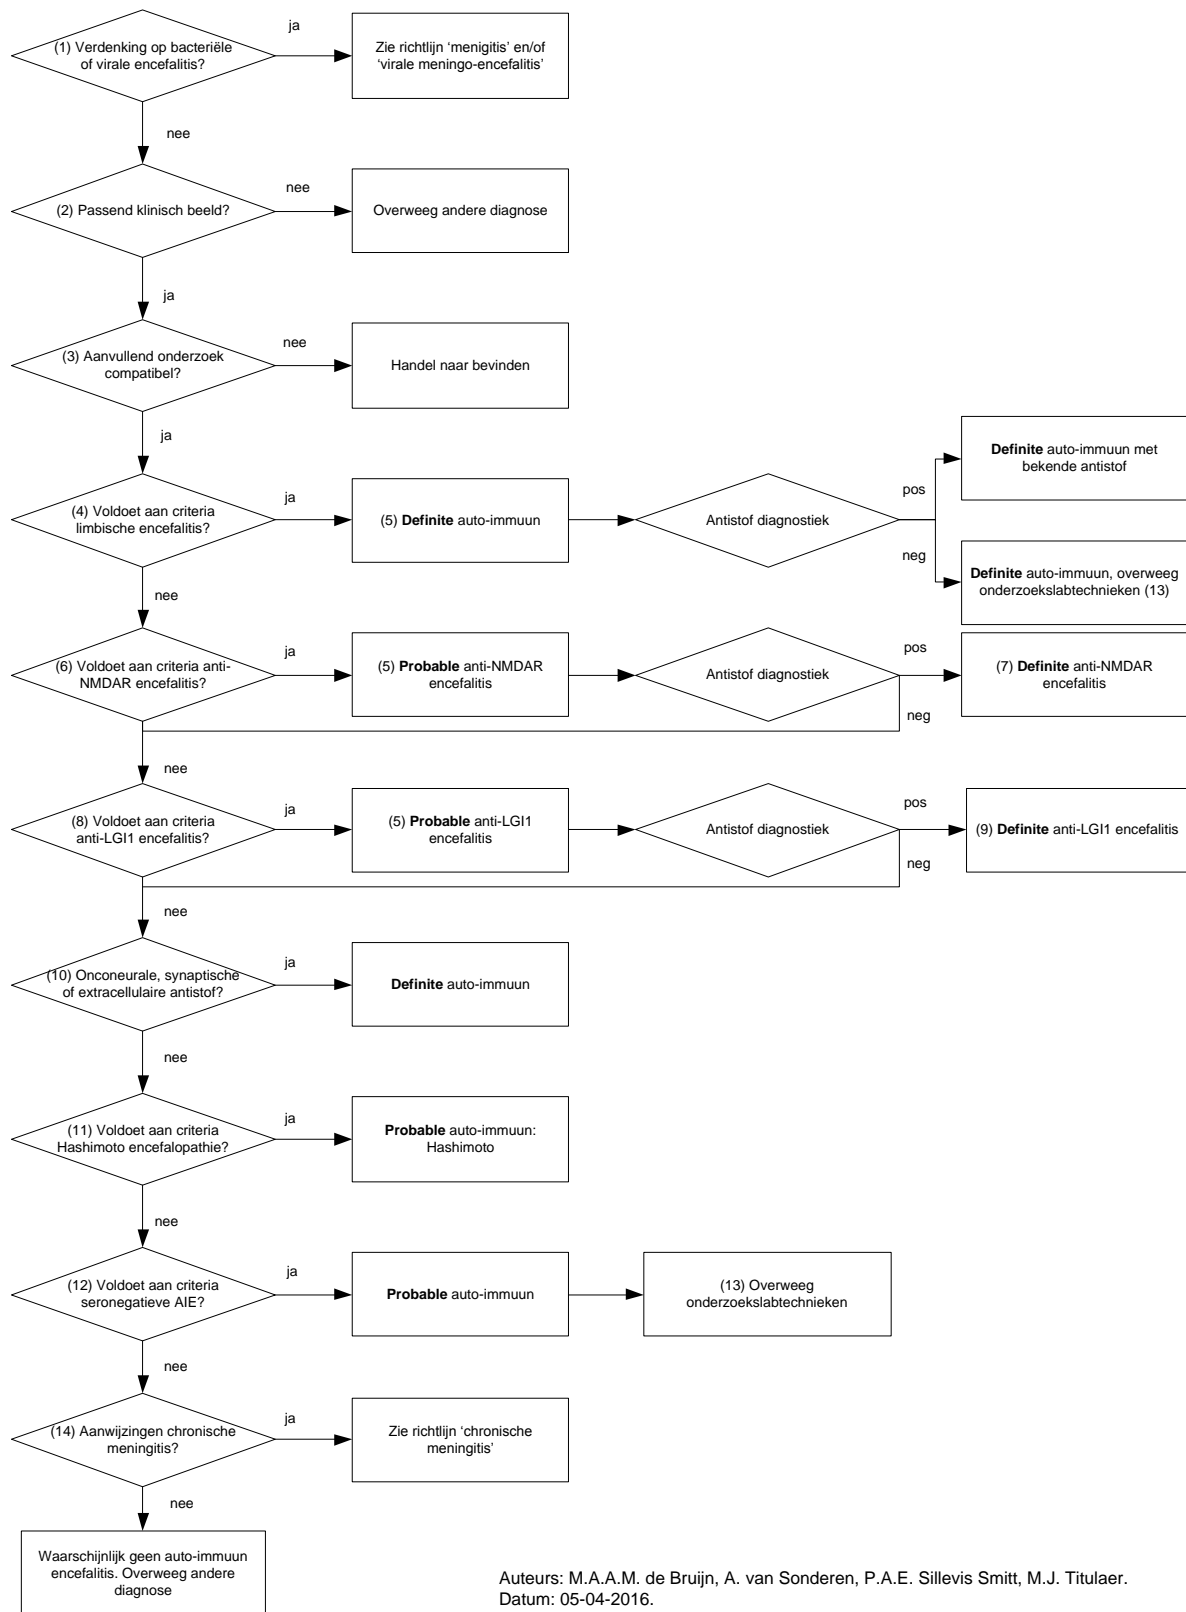 ja
(1) Verdenking op bacteriële
of virale encefalitis?
Zie richtlijn ‘menigitis’ en/of
‘virale meningo-encefalitis’
nee
nee
(2) Passend klinisch beeld?
Overweeg andere diagnose
ja
nee
(3) Aanvullend onderzoek
compatibel?
Handel naar bevinden
ja
ja
(4) Voldoet aan criteria
limbische encefalitis?
(5) Definite auto-immuun
Antistof diagnostiek
pos
Definite auto-immuun met
bekende antistof
neg
Definite auto-immuun, overweeg
onderzoekslabtechnieken (13)
nee
ja
(6) Voldoet aan criteria anti-
NMDAR encefalitis?
(5) Probable anti-NMDAR
encefalitis
Antistof diagnostiek
pos
(7) Definite anti-NMDAR
encefalitis
neg
nee
ja
(8) Voldoet aan criteria
anti-LGI1 encefalitis?
(5) Probable anti-LGI1
encefalitis
Antistof diagnostiek
pos
(9) Definite anti-LGI1 encefalitis
neg
nee
ja
(10) Onconeurale, synaptische
of extracellulaire antistof?
Definite auto-immuun
nee
ja
(11) Voldoet aan criteria
Hashimoto encefalopathie?
Probable auto-immuun:
Hashimoto
nee
ja
(12) Voldoet aan criteria
seronegatieve AIE?
Probable auto-immuun
(13) Overweeg
onderzoekslabtechnieken
nee
ja
(14) Aanwijzingen chronische
meningitis?
Zie richtlijn ‘chronische
meningitis’
nee
Waarschijnlijk geen auto-immuun
encefalitis. Overweeg andere
diagnose
Auteurs: M.A.A.M. de Bruijn, A. van Sonderen, P.A.E. Sillevis Smitt, M.J. Titulaer.
Datum: 05-04-2016.